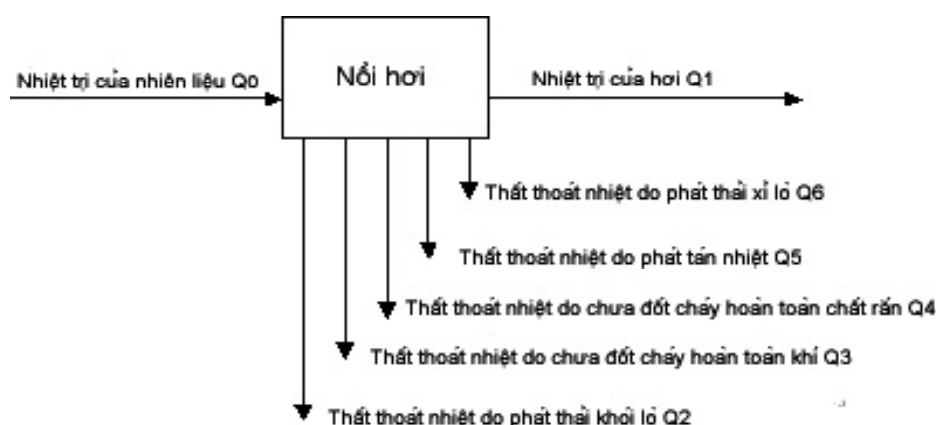 Nồi hơi
Nhiệt trị của nhiên liệu Q0
Nhiệt trị của hơi Q1
Thất thoát nhiệt do phát thải xỉ lò Q6
Thất thoát nhiệt do phát tán nhiệt Q5
Thất thoát nhiệt do chưa đốt cháy hoàn toàn chất rắn Q4
Thất thoát nhiệt do chưa đốt cháy hoàn toàn khí Q3
Thất thoát nhiệt do phát thải khói lò Q2